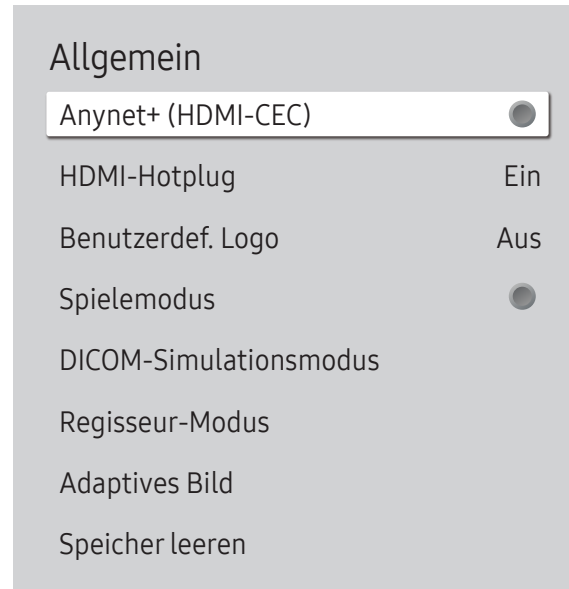 Allgemein
Anynet+ (HDMI-CEC)
HDMI-Hotplug Ein
Benutzerdef. Logo Aus
Spielemodus
DICOM-Simulationsmodus
Regisseur-Modus
Adaptives Bild
Speicher leeren